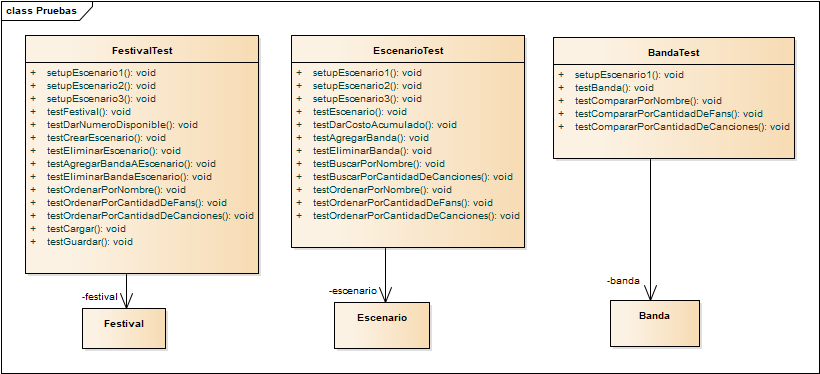 class Pruebas
FestivalTest
+ setupEscenario1(): void
+ setupEscenario2(): void
+ setupEscenario3(): void
+ testFestival(): void
+ testDarNumeroDisponible(): void
+ testCrearEscenario(): void
+ testEliminarEscenario(): void
+ testAgregarBandaAEscenario(): void
+ testEliminarBandaEscenario(): void
+ testOrdenarPorNombre(): void
+ testOrdenarPorCantidadDeFans(): void
+ testOrdenarPorCantidadDeCanciones(): void
+ testCargar(): void
+ testGuardar(): void
-festival
Festival
EscenarioTest
+ setupEscenario1(): void
+ setupEscenario2(): void
+ setupEscenario3(): void
+ testEscenario(): void
+ testDarCostoAcumulado(): void
+ testAgregarBanda(): void
+ testEliminarBanda(): void
+ testBuscarPorNombre(): void
+ testBuscarPorCantidadDeCanciones(): void
+ testOrdenarPorNombre(): void
+ testOrdenarPorCantidadDeFans(): void
+ testOrdenarPorCantidadDeCanciones(): void
-escenario
Escenario
BandaTest
+ setupEscenario1(): void
+ testBanda(): void
+ testCompararPorNombre(): void
+ testCompararPorCantidadDeFans(): void
+ testCompararPorCantidadDeCanciones(): void
-banda
Banda